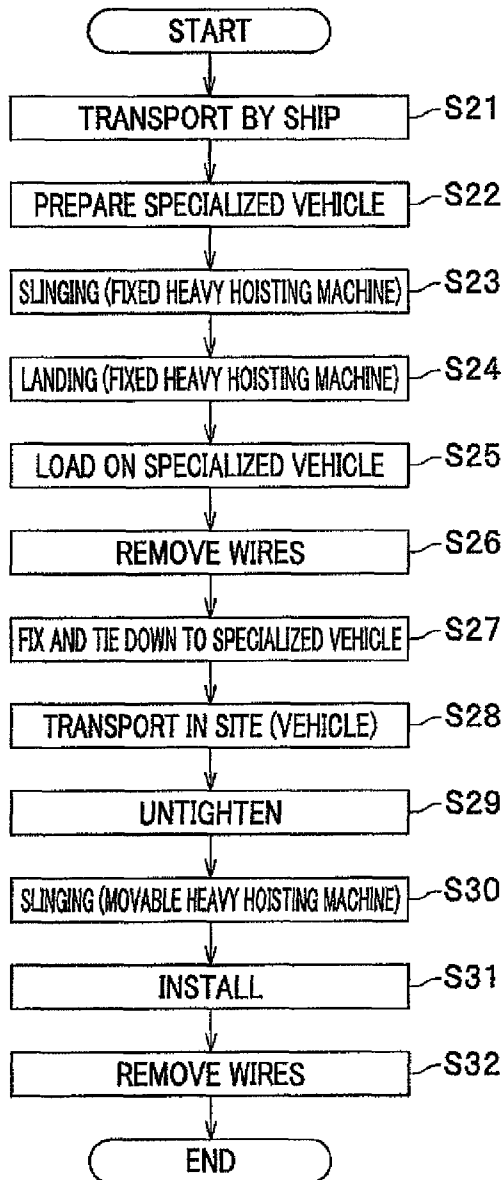 START
TRANSPORT BY SHIP
S21
PREPARE SPECIALIZED VEHICLE
S22
SLINGING (FIXED HEAVY HOISTING MACHINE)
S23
LANDING (FIXED HEAVY HOISTING MACHINE)
S24
LOAD ON SPECIALIZED VEHICLE
S25
REMOVE WIRES
S26
FIX AND TIE DOWN TO SPECIALIZED VEHICLE
S27
TRANSPORT IN SITE (VEHICLE)
S28
UNTIGHTEN
S29
SLINGING (MOVABLE HEAVY HOISTING MACHINE)
S30
INSTALL
S31
REMOVE WIRES
S32
END